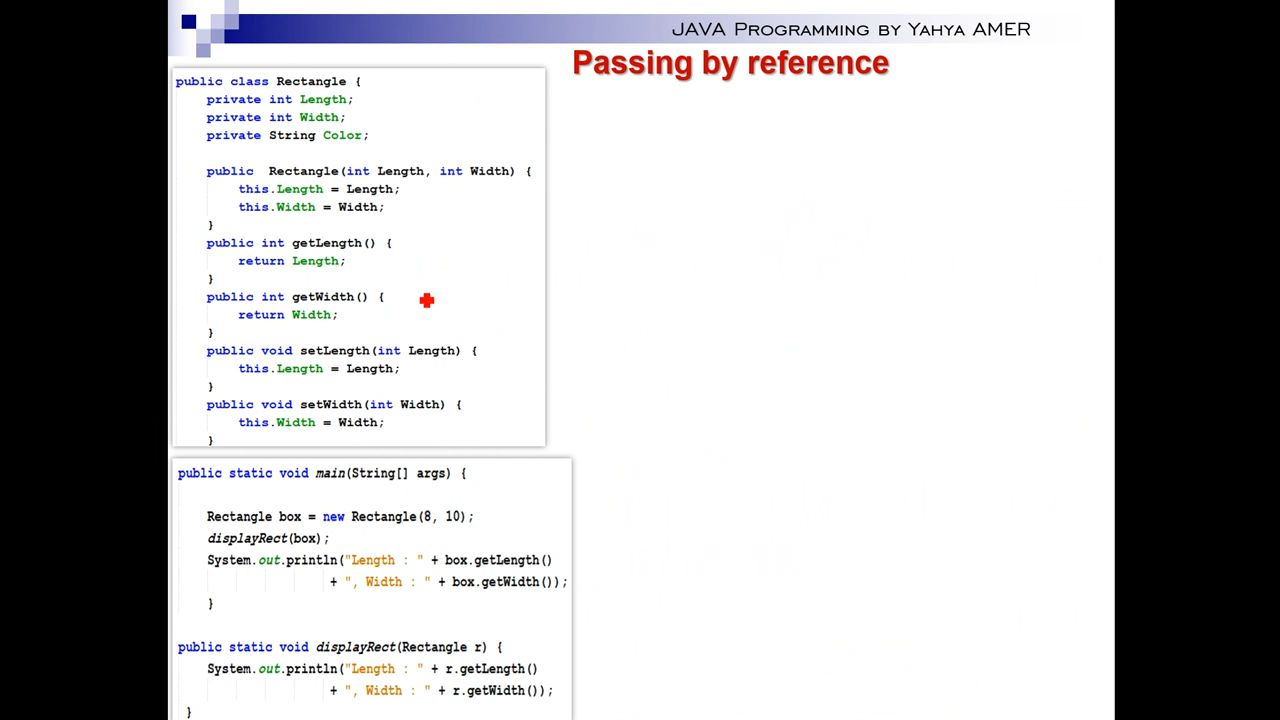 JAVA Programming by Yahya AMER
Passing by reference
public class Rectangle {
private int Length;
private int Width;
private String Color;
public  Rectangle(int Length, int Width) {
this.Length = Length;
this.Width = Width;
}
public int getLength() {
return Length;
}
public int getWidth() {
return Width;
}
public void setLength(int Length) {
this.Length = Length;
}
public void setWidth(int Width) {
this.Width = Width;
}
public static void main(String[] args) {
Rectangle box = new Rectangle(8, 10);
displayRect(box);
System.out.println("Length : " + box.getLength()
+ ", Width : " + box.getWidth());
}
public static void displayRect(Rectangle r) {
System.out.println("Length : " + r.getLength()
+ ", Width : " + r.getWidth());
}